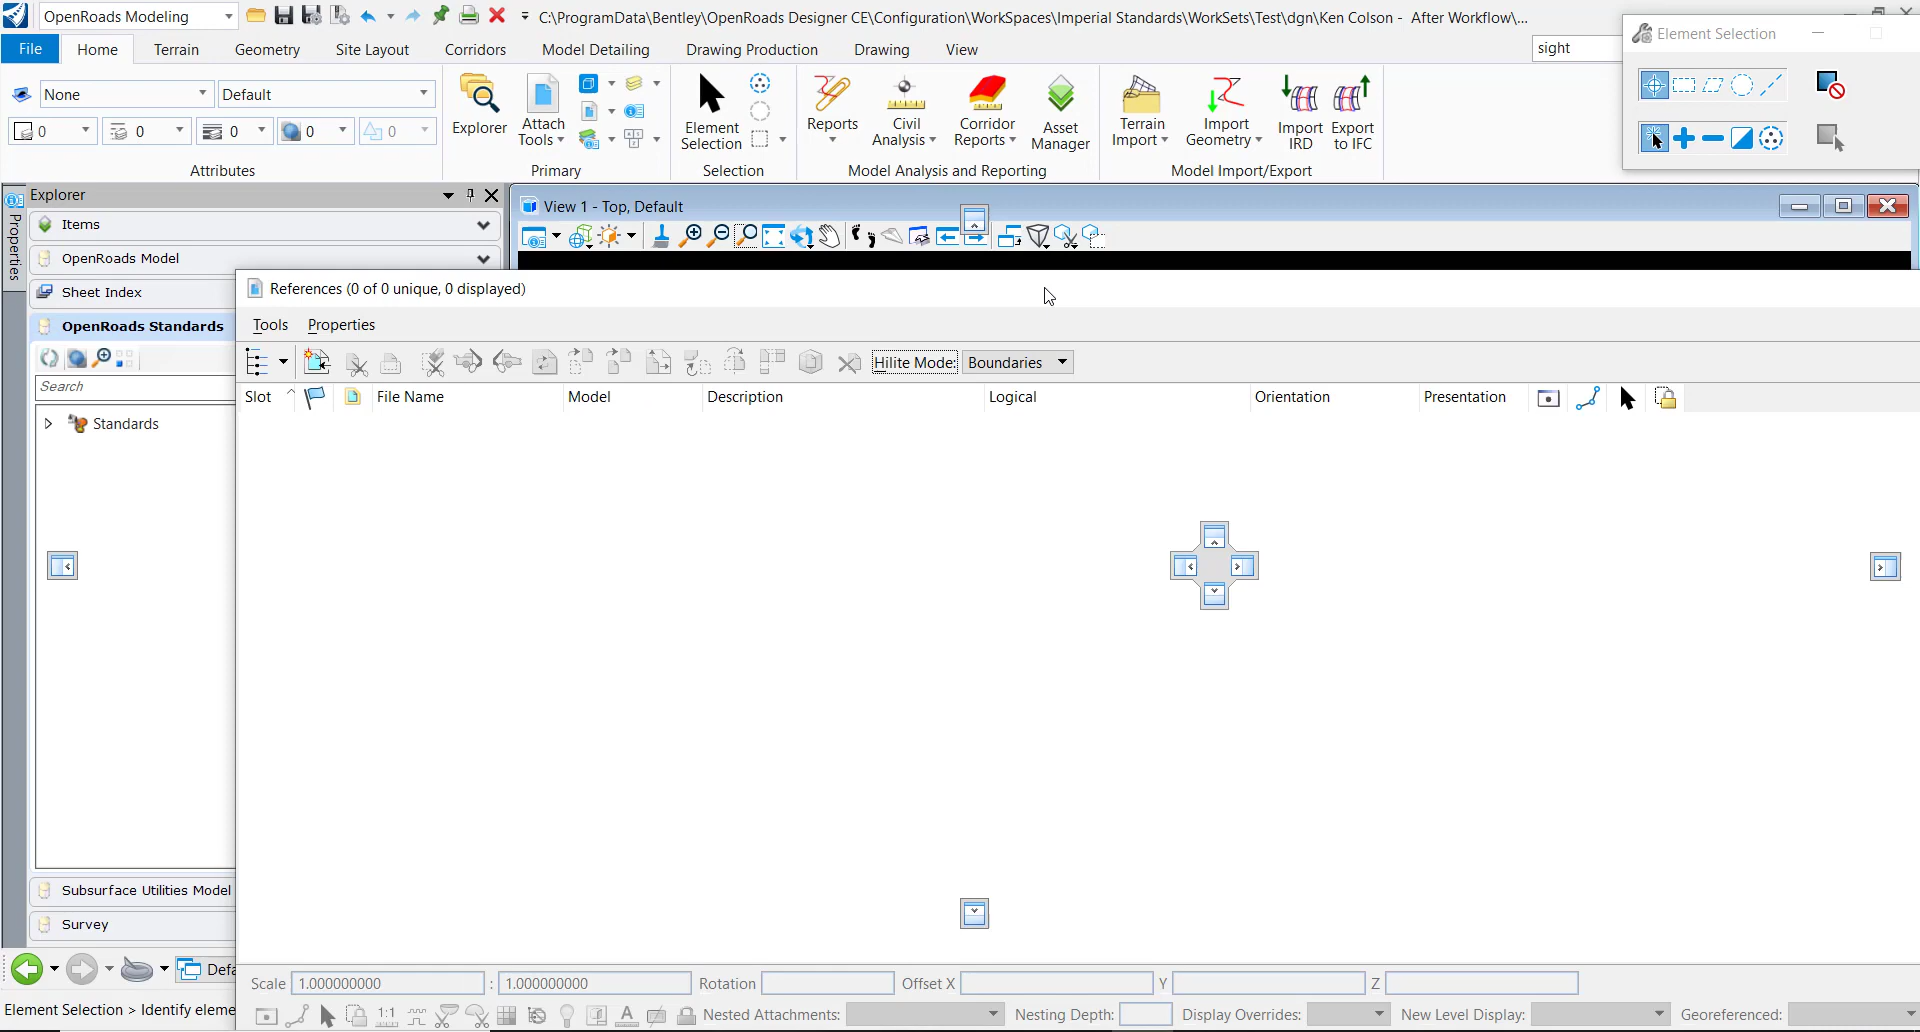 OpenRoads Modeling
C:\ProgramData\Bentley\OpenRoads Designer CE\Configuration\WorkSpaces\Imperial Standards\WorkSets\Test\dgn\Ken Colson - After Workflow\...
File Home Terrain Geometry Site Layout Corridors Model Detailing Drawing Production Drawing View
sight
Element Selection
None Default
0 0 0 0 0
Attributes
Explorer
Attach Tools
Primary
Element Selection
Selection
Reports
Civil Analysis
Corridor Reports
Asset Manager
Model Analysis and Reporting
Terrain Import
Import Geometry
Import IRD
Export to IFC
Model Import/Export
Properties
Explorer
Items
OpenRoads Model
Sheet Index
OpenRoads Standards
Search
Standards
Subsurface Utilities Model
Survey
View 1 - Top, Default
References (0 of 0 unique, 0 displayed)
Tools Properties
Hilite Mode: Boundaries
Slot File Name Model Description Logical Orientation Presentation
Scale 1.000000000 : 1.000000000 Rotation Offset X Y Z
1:1 A Nested Attachments: Nesting Depth: Display Overrides: New Level Display: Georeferenced:
Defa
Element Selection > Identify eleme